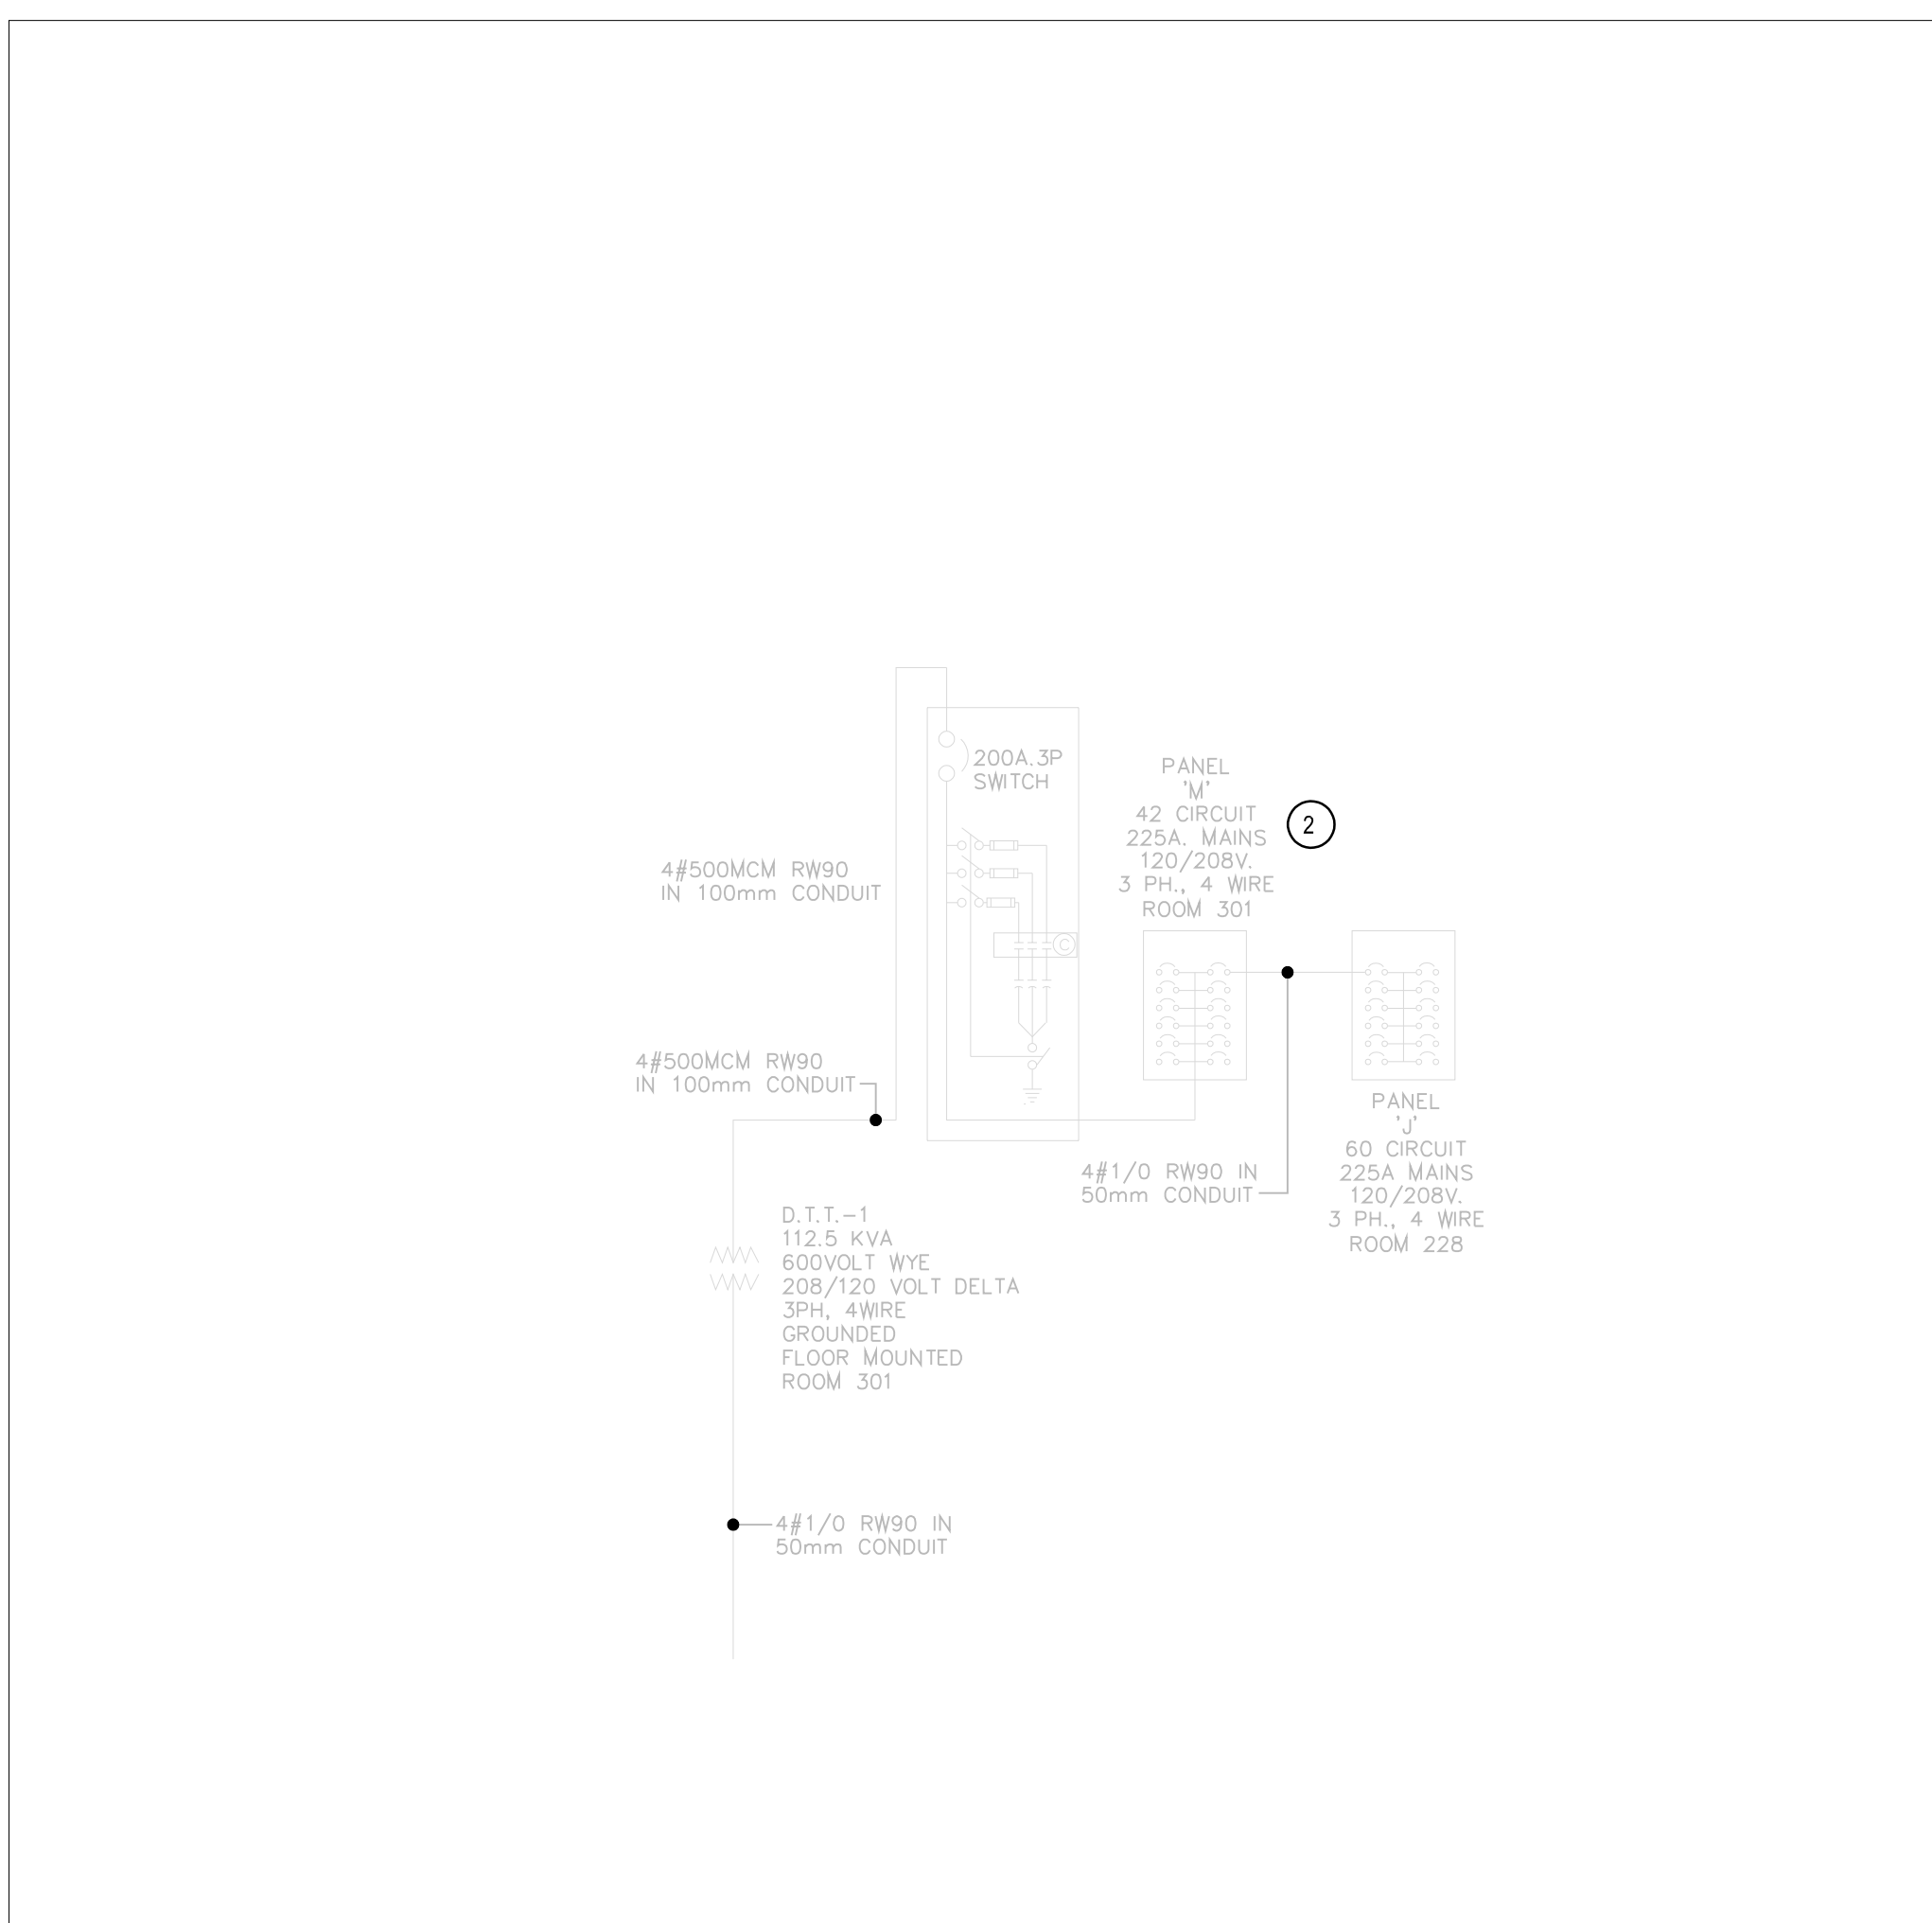 200A.3P
SWITCH
PANEL
'M'
42 CIRCUIT
225A. MAINS
120/208V.
3 PH., 4 WIRE
ROOM 301
2
4#500MCM RW90
IN 100mm CONDUIT
C
4#500MCM RW90
IN 100mm CONDUIT
PANEL
'J'
60 CIRCUIT
225A MAINS
120/208V.
3 PH., 4 WIRE
ROOM 228
4#1/0 RW90 IN
50mm CONDUIT
D.T.T.-1
112.5 KVA
600VOLT WYE
208/120 VOLT DELTA
3PH, 4WIRE
GROUNDED
FLOOR MOUNTED
ROOM 301
4#1/0 RW90 IN
50mm CONDUIT